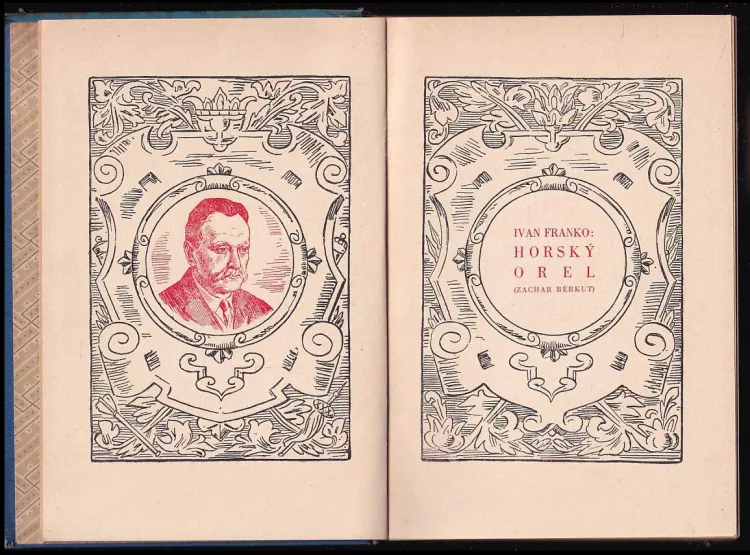 IVAN FRANKO:
HORSKÝ
OREL
(ZACHAR BERKUT)